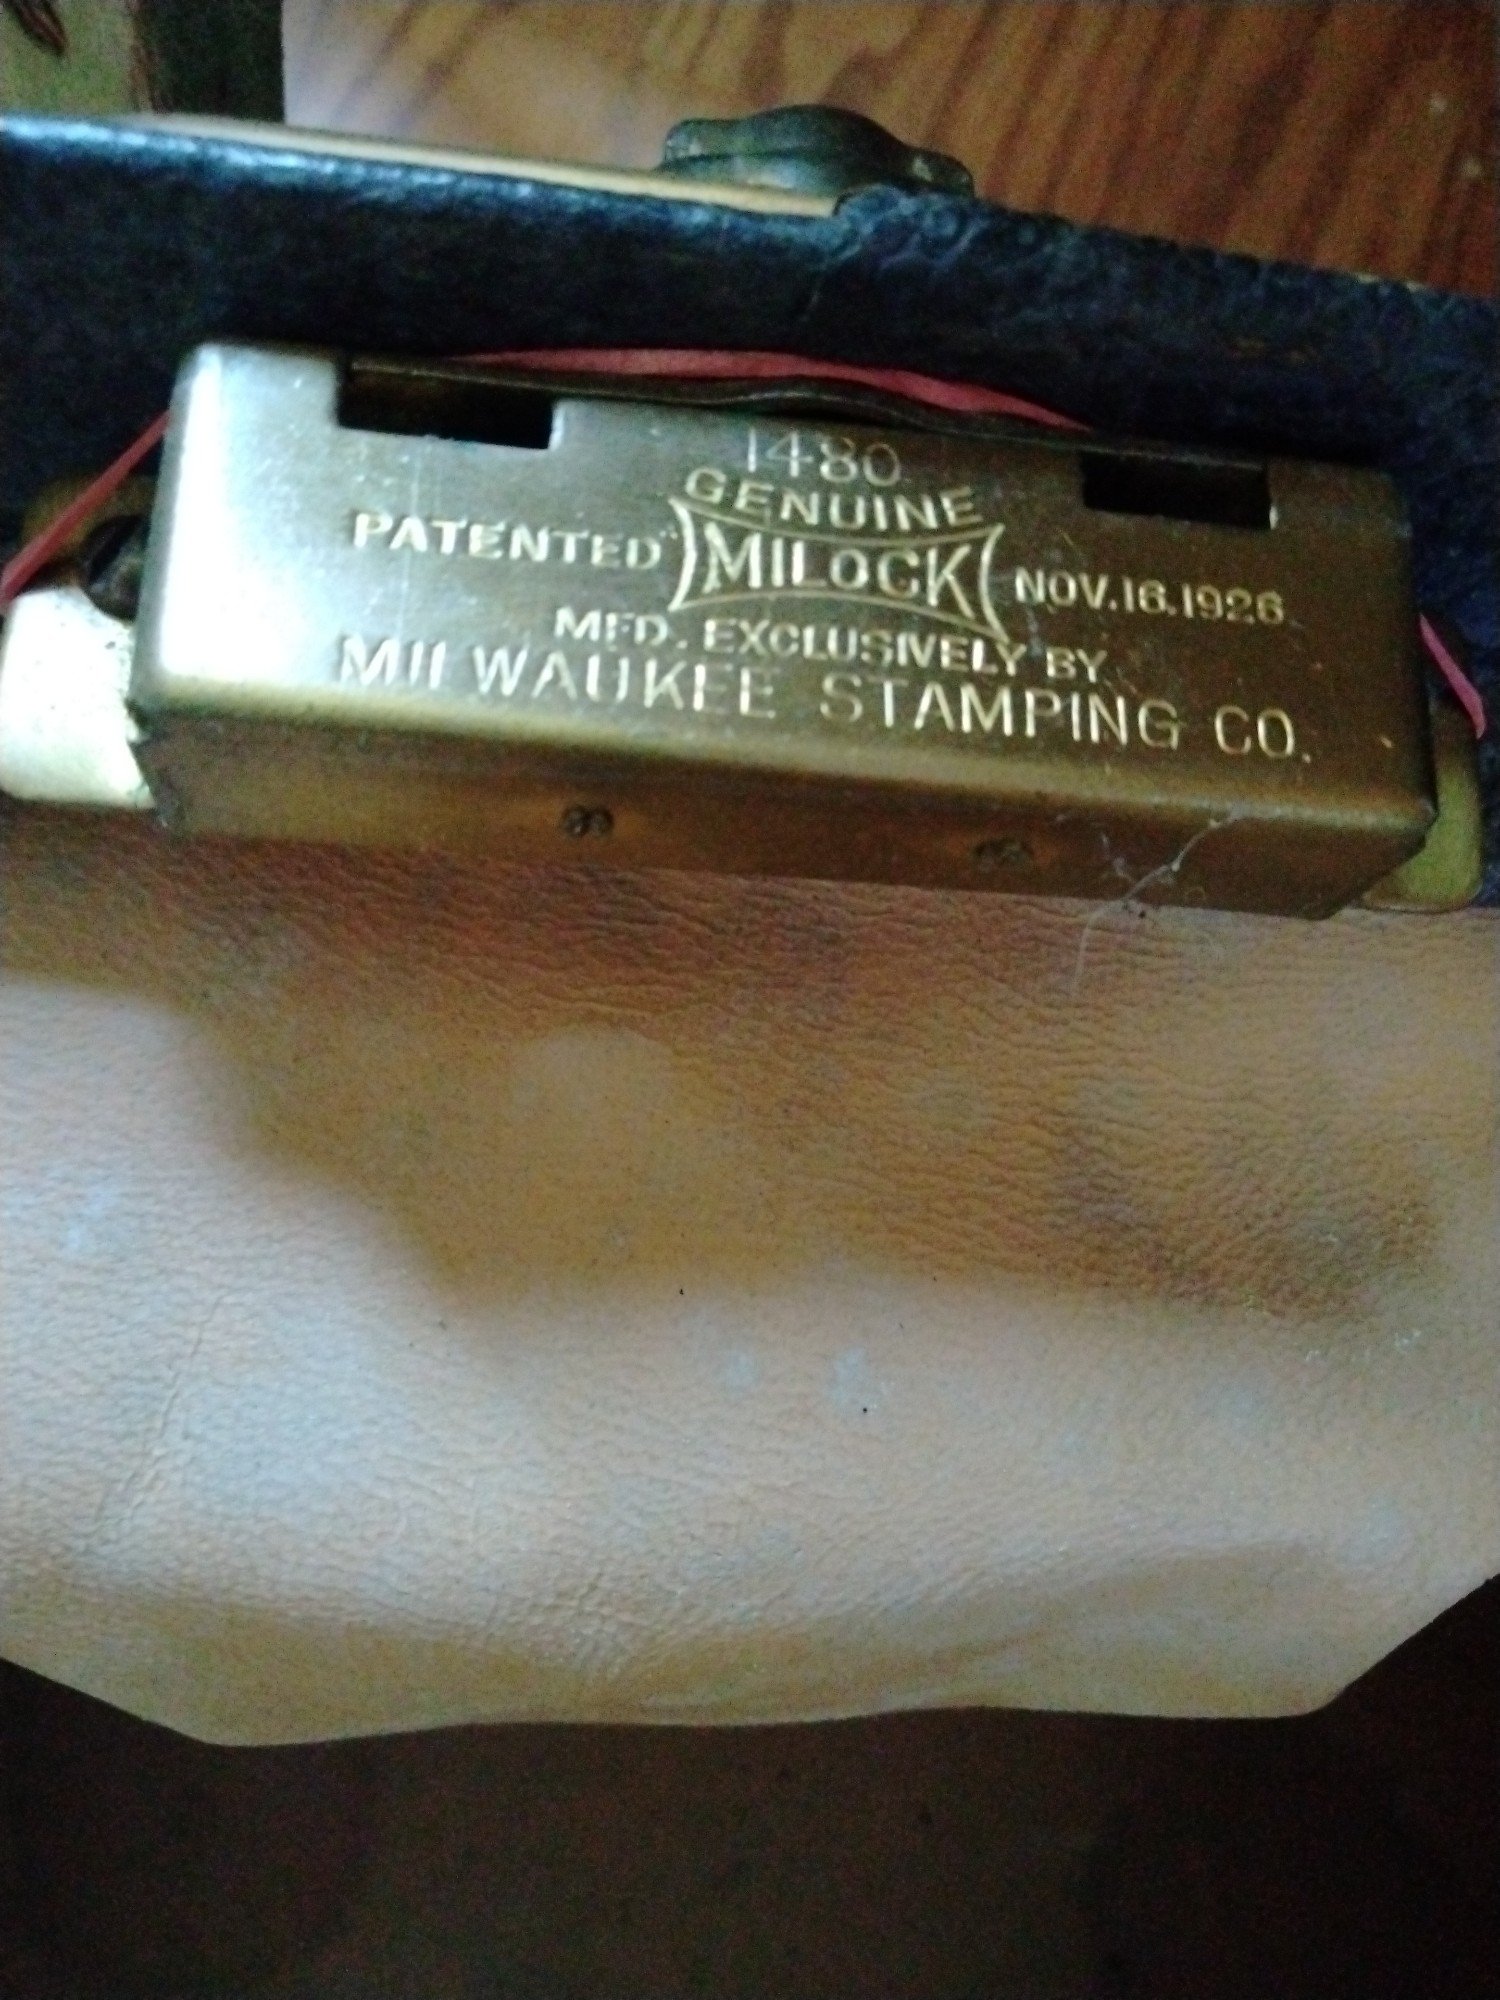 1480
GENUINE
PATENTED MILOCK NOV.16.1926
MFD. EXCLUSIVELY BY
MILWAUKEE STAMPING CO.